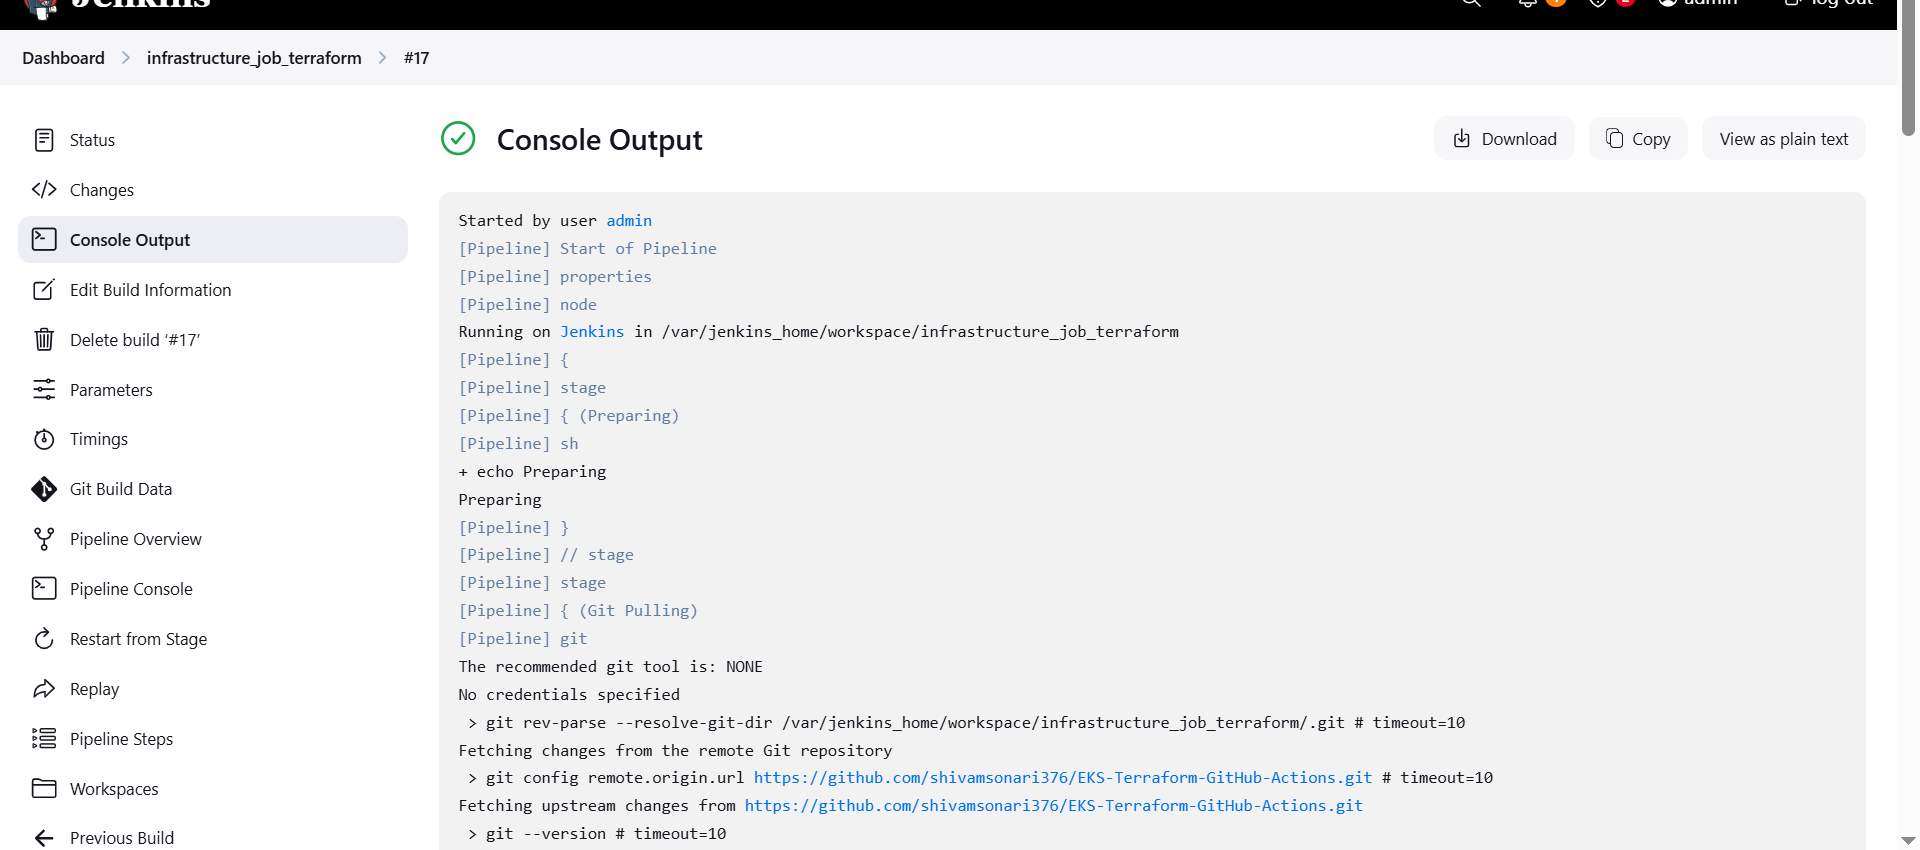 Jenkins
admin
log out
Dashboard
infrastructure_job_terraform
#17
Status
Changes
Console Output
Edit Build Information
Delete build ‘#17’
Parameters
Timings
Git Build Data
Pipeline Overview
Pipeline Console
Restart from Stage
Replay
Pipeline Steps
Workspaces
Previous Build
Console Output
Download
Copy
View as plain text
Started by user admin
[Pipeline] Start of Pipeline
[Pipeline] properties
[Pipeline] node
Running on Jenkins in /var/jenkins_home/workspace/infrastructure_job_terraform
[Pipeline] {
[Pipeline] stage
[Pipeline] { (Preparing)
[Pipeline] sh
+ echo Preparing
Preparing
[Pipeline] }
[Pipeline] // stage
[Pipeline] stage
[Pipeline] { (Git Pulling)
[Pipeline] git
The recommended git tool is: NONE
No credentials specified
> git rev-parse --resolve-git-dir /var/jenkins_home/workspace/infrastructure_job_terraform/.git # timeout=10
Fetching changes from the remote Git repository
> git config remote.origin.url https://github.com/shivamsonari376/EKS-Terraform-GitHub-Actions.git # timeout=10
Fetching upstream changes from https://github.com/shivamsonari376/EKS-Terraform-GitHub-Actions.git
> git --version # timeout=10